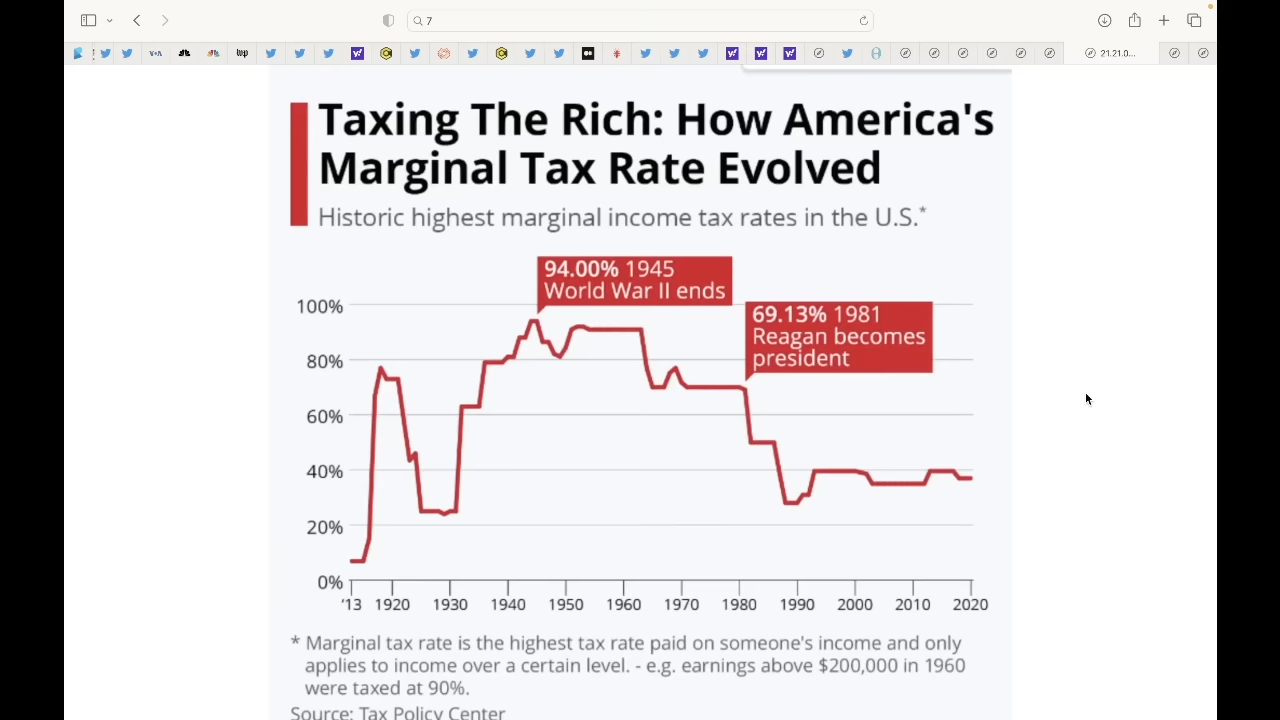 7
21.21.0...
Taxing The Rich: How America's
Marginal Tax Rate Evolved
Historic highest marginal income tax rates in the U.S.*
94.00% 1945
World War II ends
69.13% 1981
Reagan becomes
president
100%
80%
60%
40%
20%
0%
'13 1920 1930 1940 1950 1960 1970 1980 1990 2000 2010 2020
* Marginal tax rate is the highest tax rate paid on someone's income and only
applies to income over a certain level. - e.g. earnings above $200,000 in 1960
were taxed at 90%.
Source: Tax Policy Center